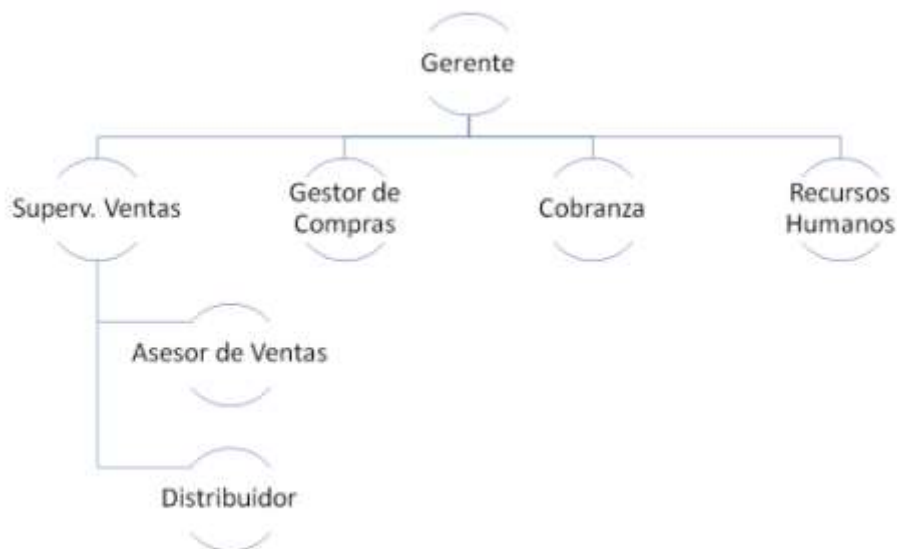 Gerente
Superv. Ventas
Gestor de
Compras
Cobranza
Recursos
Humanos
Asesor de Ventas
Distribuidor